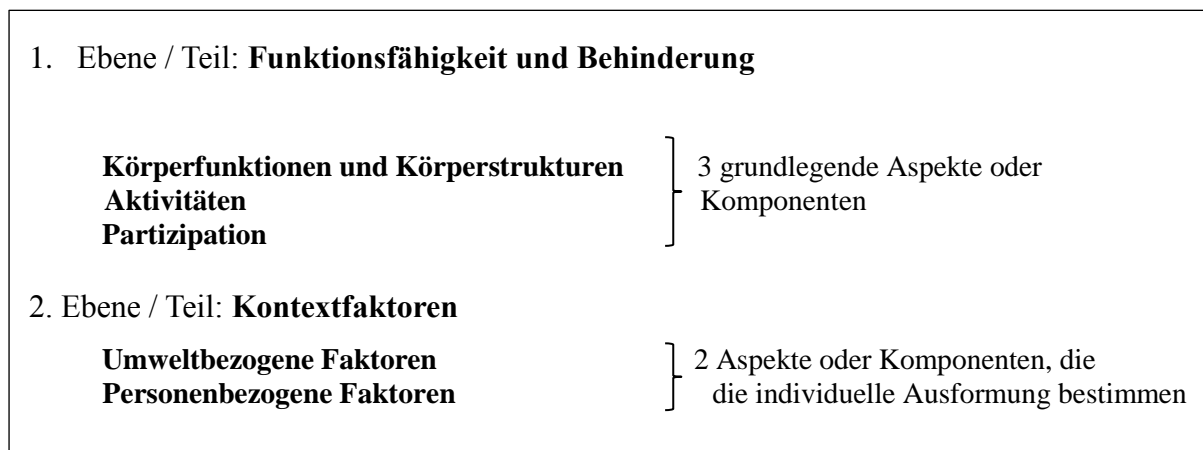 1. Ebene / Teil: Funktionsfähigkeit und Behinderung
Körperfunktionen und Körperstrukturen
Aktivitäten
Partizipation
3 grundlegende Aspekte oder
Komponenten
2. Ebene / Teil: Kontextfaktoren
Umweltbezogene Faktoren
Personenbezogene Faktoren
2 Aspekte oder Komponenten, die
die individuelle Ausformung bestimmen